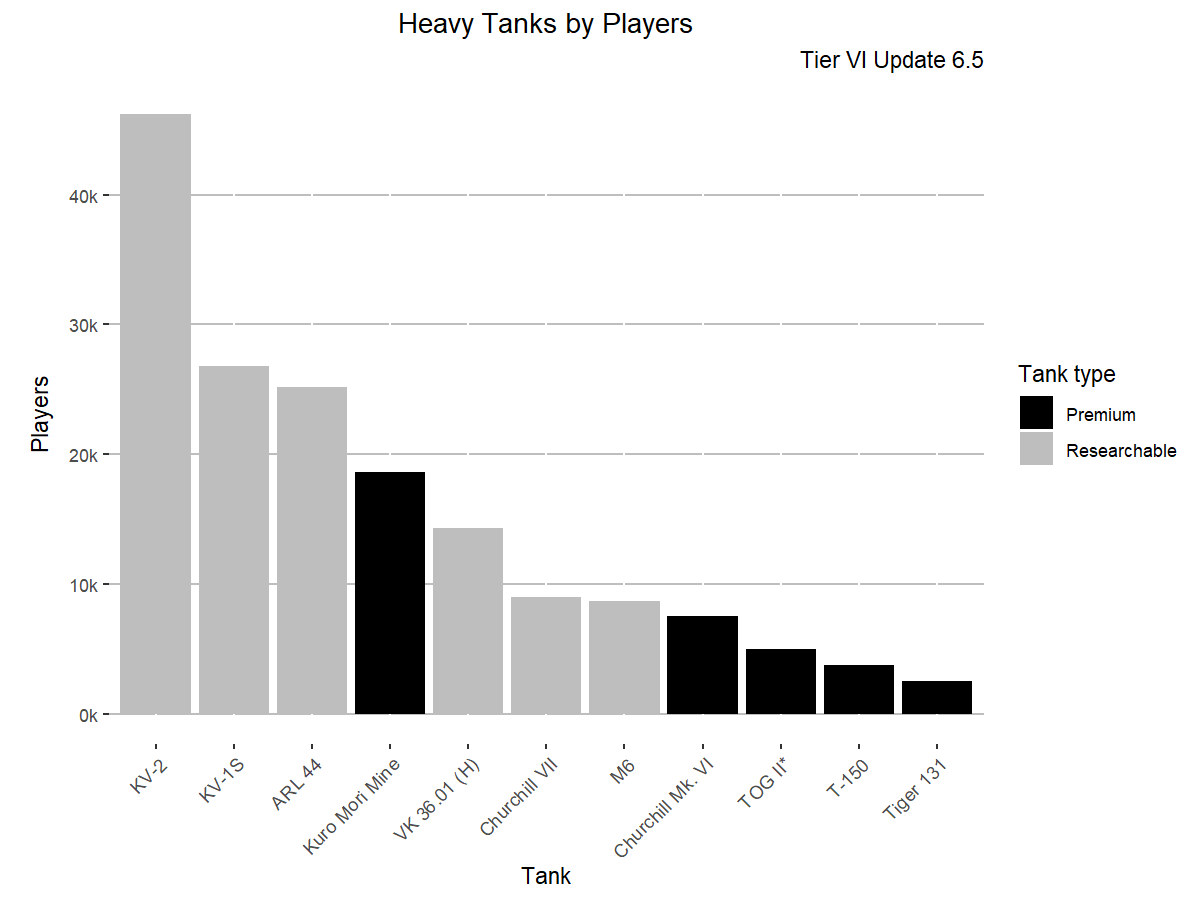 Heavy Tanks by Players
Tier VI Update 6.5
Players
40k
30k
20k
10k
0k
KV-2
KV-1S
ARL 44
Kuro Mori Mine
VK 36.01 (H)
Churchill VII
M6
Churchill Mk. VI
TOG II*
T-150
Tiger 131
Tank
Tank type
Premium
Researchable